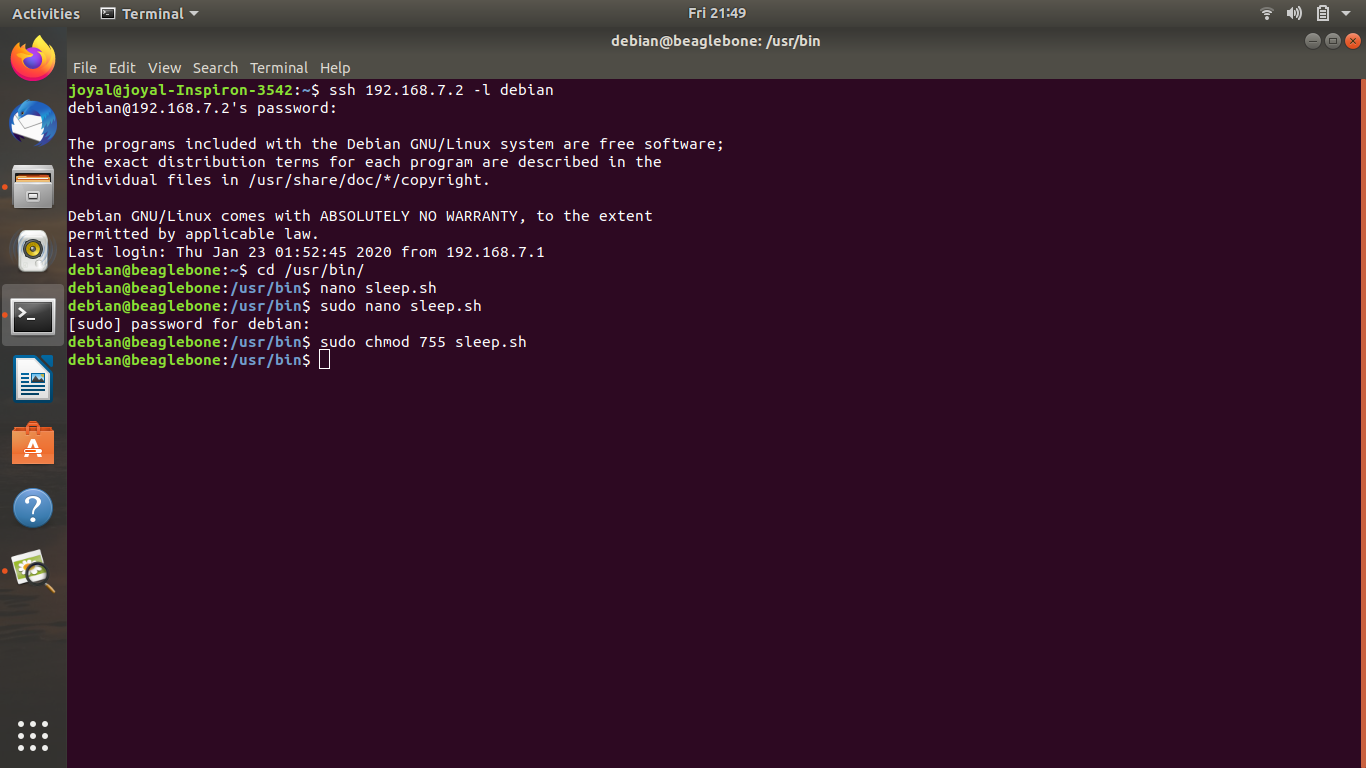 Activities Terminal Fri 21:49
debian@beaglebone: /usr/bin
File Edit View Search Terminal Help
joyal@joyal-Inspiron-3542:~$ ssh 192.168.7.2 -l debian
debian@192.168.7.2's password:
The programs included with the Debian GNU/Linux system are free software;
the exact distribution terms for each program are described in the
individual files in /usr/share/doc/*/copyright.
Debian GNU/Linux comes with ABSOLUTELY NO WARRANTY, to the extent
permitted by applicable law.
Last login: Thu Jan 23 01:52:45 2020 from 192.168.7.1
debian@beaglebone:~$ cd /usr/bin/
debian@beaglebone:/usr/bin$ nano sleep.sh
debian@beaglebone:/usr/bin$ sudo nano sleep.sh
[sudo] password for debian:
debian@beaglebone:/usr/bin$ sudo chmod 755 sleep.sh
debian@beaglebone:/usr/bin$